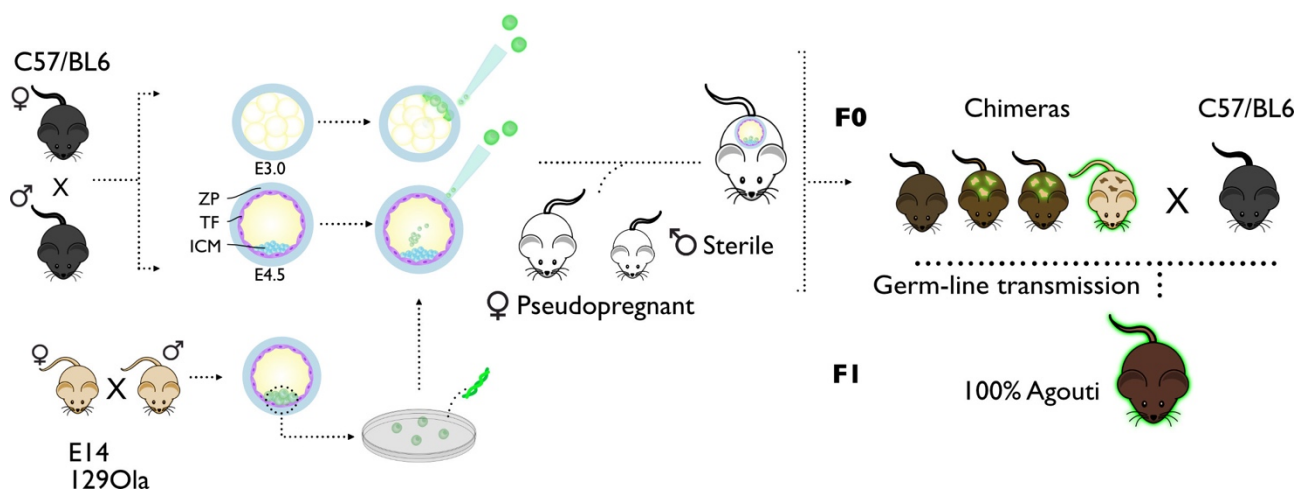 C57/BL6
♀
X
♂
E3.0
ZP
TF
ICM
E4.5
♀
X
♂
E14
129Ola
♂ Sterile
♀ Pseudopregnant
F0
Chimeras
C57/BL6
X
Germ-line transmission
F1
100% Agouti